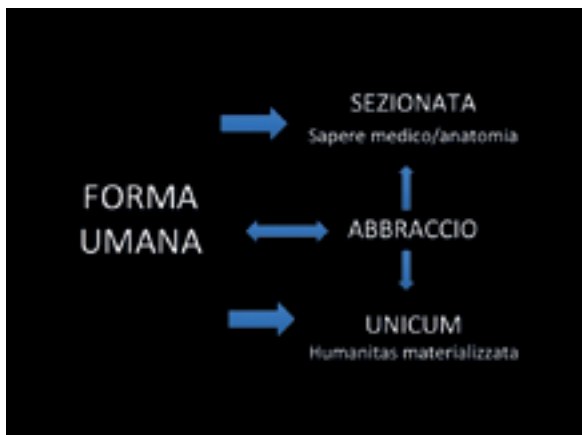 FORMA
UMANA
SEZIONATA
Sapere medico/anatomia
ABBRACCIO
UNICUM
Humanitas materializzata